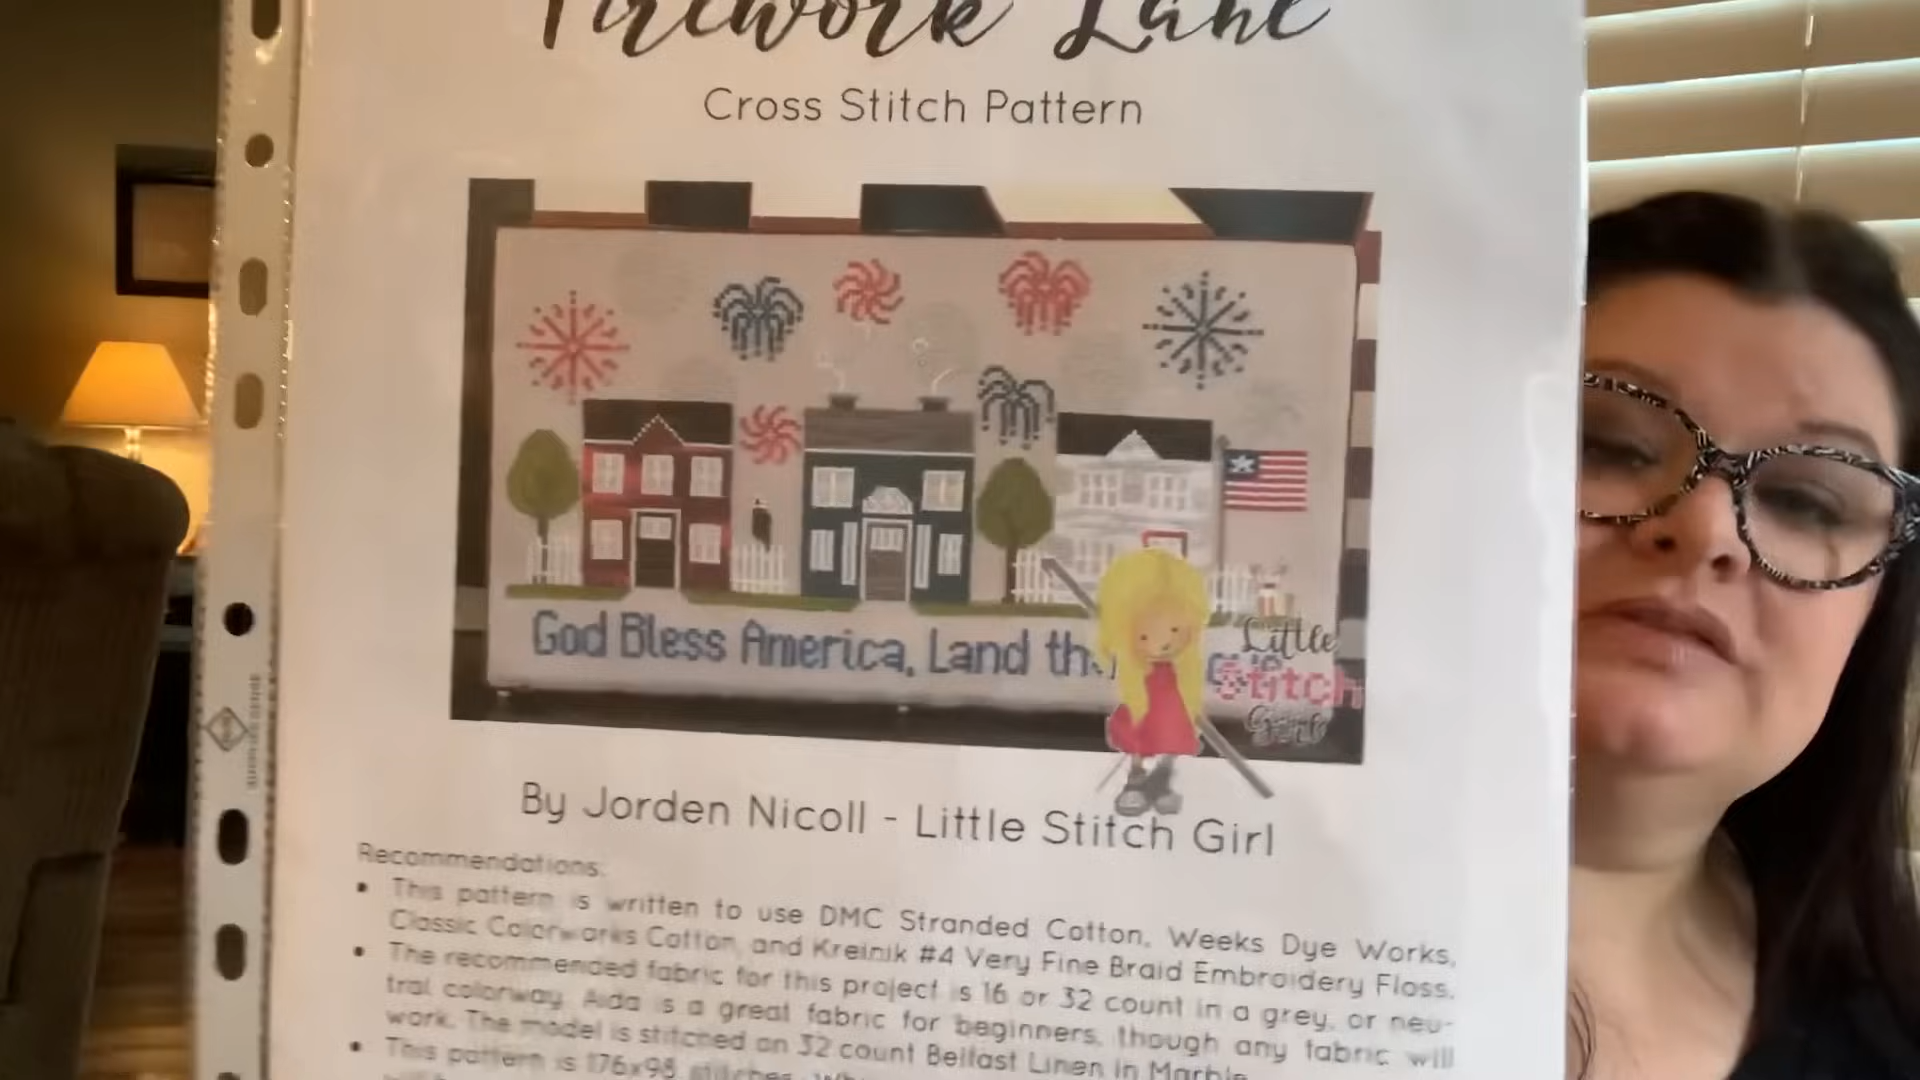 Firework Lane
Cross Stitch Pattern
God Bless America, Land th
Little
Stitch
Girl
By Jorden Nicoll - Little Stitch Girl
Recommendations:
• This pattern is written to use DMC Stranded Cotton, Weeks Dye Works,
Classic Colorworks Cotton, and Kreinik #4 Very Fine Braid Embroidery Floss.
• The recommended fabric for this project is 16 or 32 count in a grey, or neu-
tral colorway. Aida is a great fabric for beginners, though any fabric will
work. The model is stitched on 32 count Belfast Linen in Marble.
• This pattern is 176x98 stitches.